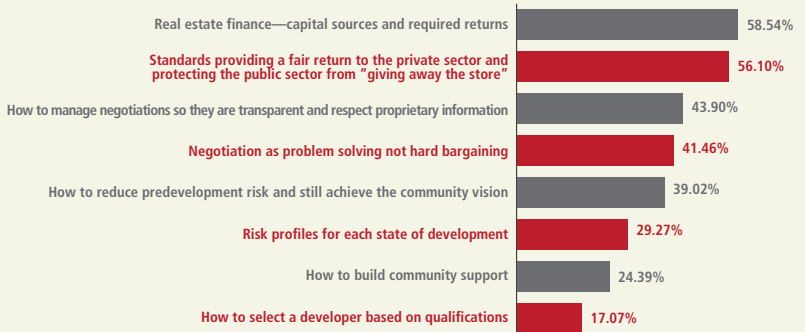 Real estate finance—capital sources and required returns
58.54%
Standards providing a fair return to the private sector and
protecting the public sector from “giving away the store”
56.10%
How to manage negotiations so they are transparent and respect proprietary information
43.90%
Negotiation as problem solving not hard bargaining
41.46%
How to reduce predevelopment risk and still achieve the community vision
39.02%
Risk profiles for each state of development
29.27%
How to build community support
24.39%
How to select a developer based on qualifications
17.07%